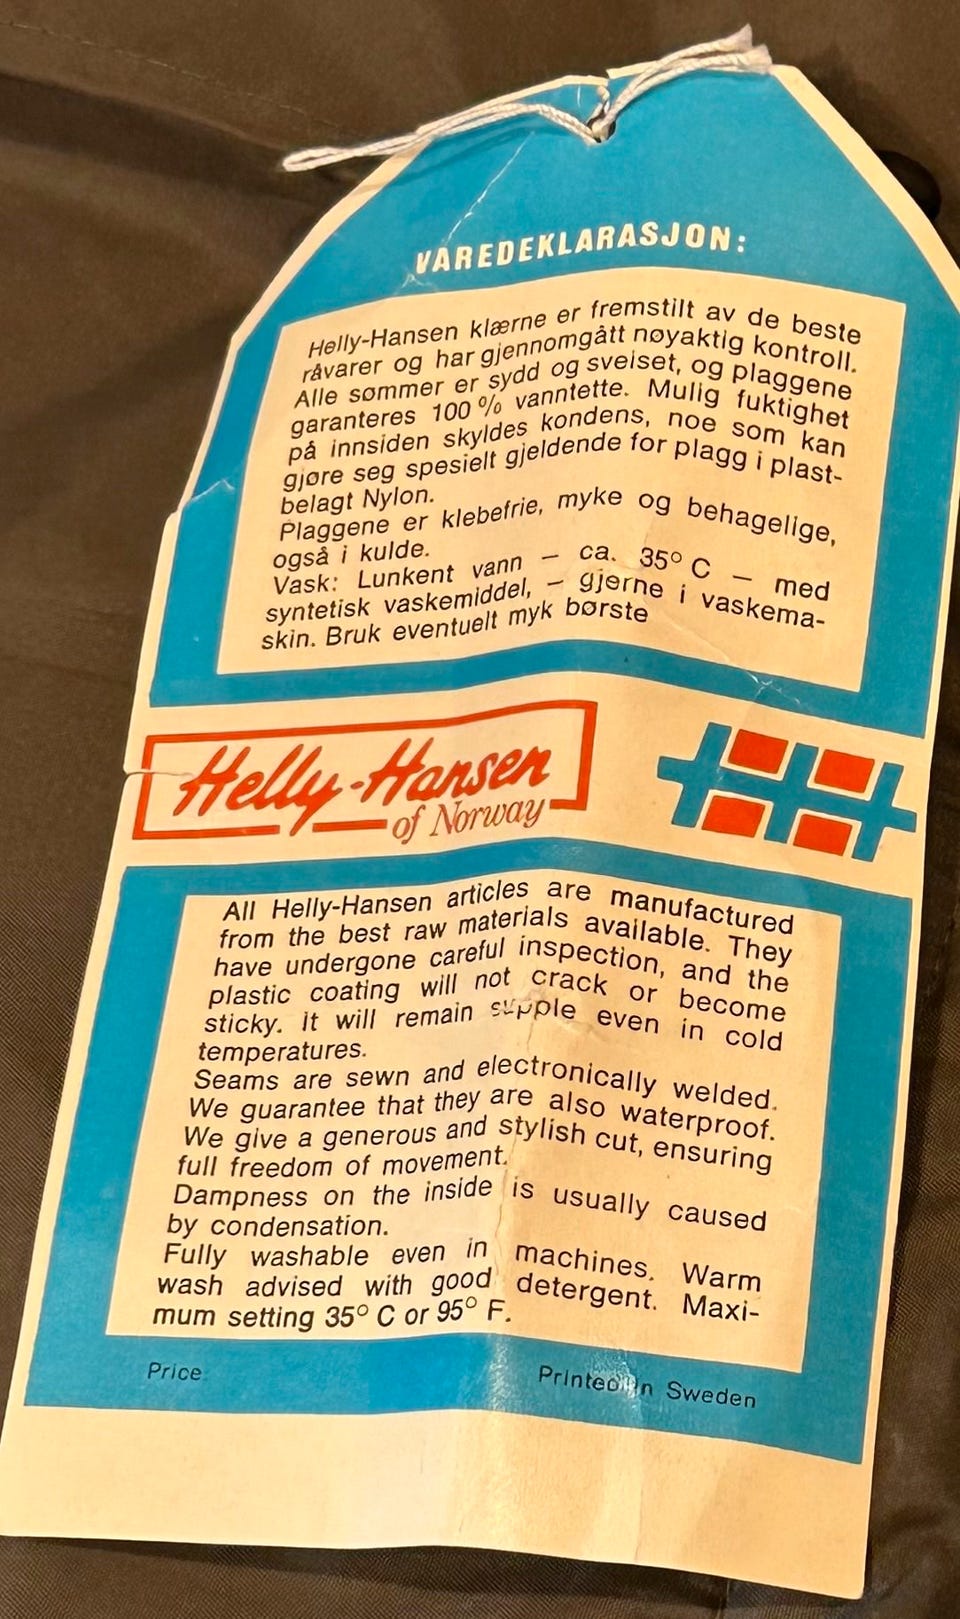 VAREDEKLARASJON:
Helly-Hansen klærne er fremstilt av de beste
råvarer og har gjennomgått nøyaktig kontroll.
Alle sømmer er sydd og sveiset, og plaggene
garanteres 100 % vanntette. Mulig fuktighet
på innsiden skyldes kondens, noe som kan
gjøre seg spesielt gjeldende for plagg i plast-
belagt Nylon.
Plaggene er klebefrie, myke og behagelige,
også i kulde.
Vask: Lunkent vann – ca. 35° C – med
syntetisk vaskemiddel, – gjerne i vaskema-
skin. Bruk eventuelt myk børste
Helly-Hansen
of Norway
All Helly-Hansen articles are manufactured
from the best raw materials available. They
have undergone careful inspection, and the
plastic coating will not crack or become
sticky. It will remain supple even in cold
temperatures.
Seams are sewn and electronically welded.
We guarantee that they are also waterproof.
We give a generous and stylish cut, ensuring
full freedom of movement.
Dampness on the inside is usually caused
by condensation.
Fully washable even in machines. Warm
wash advised with good detergent. Maxi-
mum setting 35° C or 95° F.
Price
Printed in Sweden